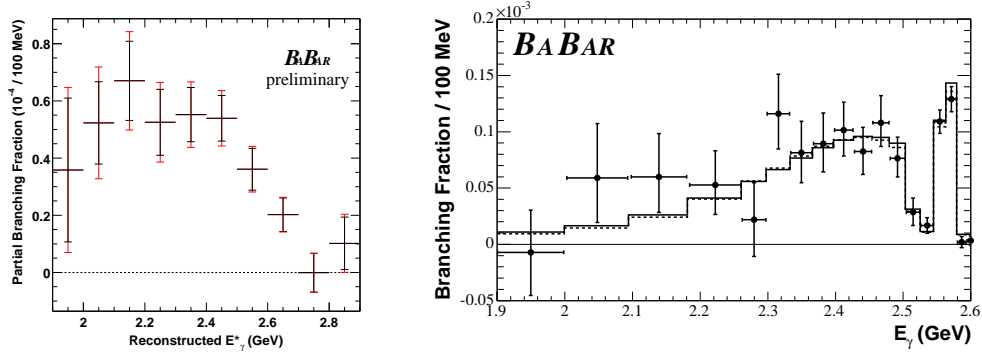 BABAR
preliminary
Partial Branching Fraction (10⁻⁴ / 100 MeV)
0.8
0.6
0.4
0.2
0
2 2.2 2.4 2.6 2.8
Reconstructed E*γ (GeV)
BABAR
×10⁻³
Branching Fraction / 100 MeV
0.2
0.15
0.1
0.05
0
-0.05
1.9 2 2.1 2.2 2.3 2.4 2.5 2.6
Eγ (GeV)